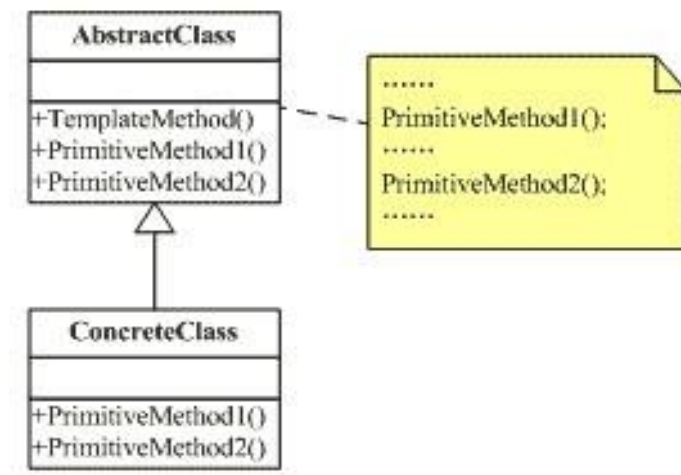 AbstractClass
+TemplateMethod()
+PrimitiveMethod1()
+PrimitiveMethod2()
......
PrimitiveMethod1();
......
PrimitiveMethod2();
......
ConcreteClass
+PrimitiveMethod1()
+PrimitiveMethod2()